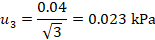 u₃ = 0.04/√3 = 0.023 kPa